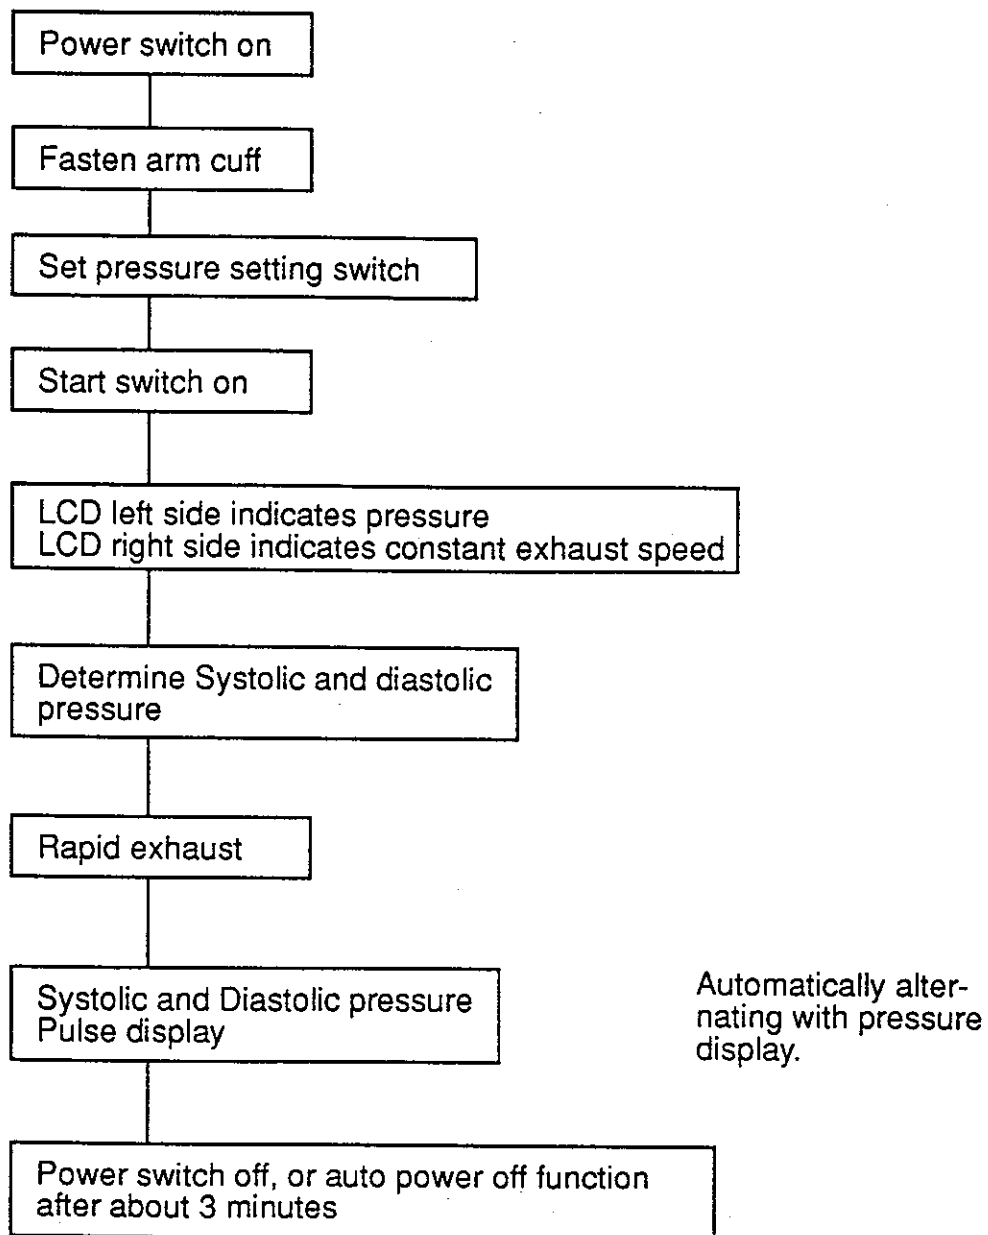 Power switch on
Fasten arm cuff
Set pressure setting switch
Start switch on
LCD left side indicates pressure
LCD right side indicates constant exhaust speed
Determine Systolic and diastolic
pressure
Rapid exhaust
Systolic and Diastolic pressure
Pulse display
Automatically alter-
nating with pressure
display.
Power switch off, or auto power off function
after about 3 minutes